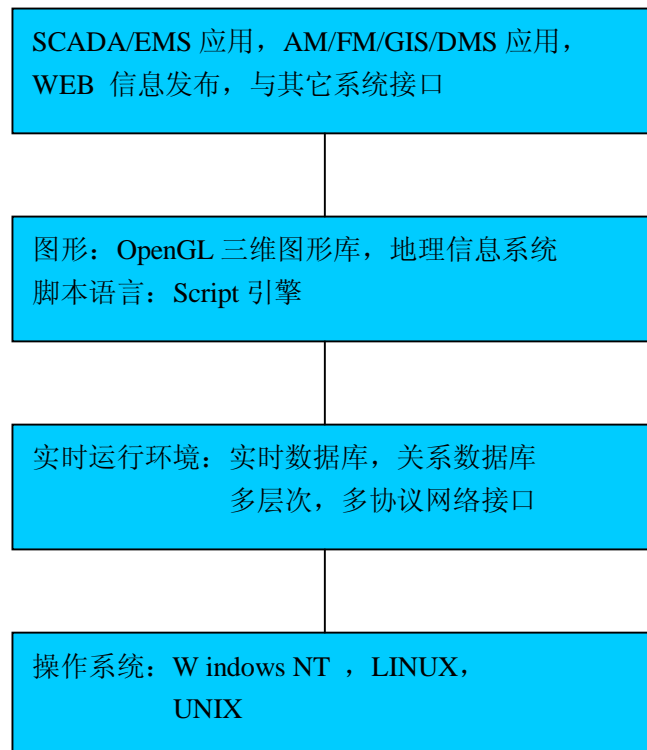 SCADA/EMS 应用，AM/FM/GIS/DMS 应用，
WEB 信息发布，与其它系统接口
图形：OpenGL 三维图形库，地理信息系统
脚本语言：Script 引擎
实时运行环境：实时数据库，关系数据库
多层次，多协议网络接口
操作系统：W indows NT ，LINUX，
UNIX